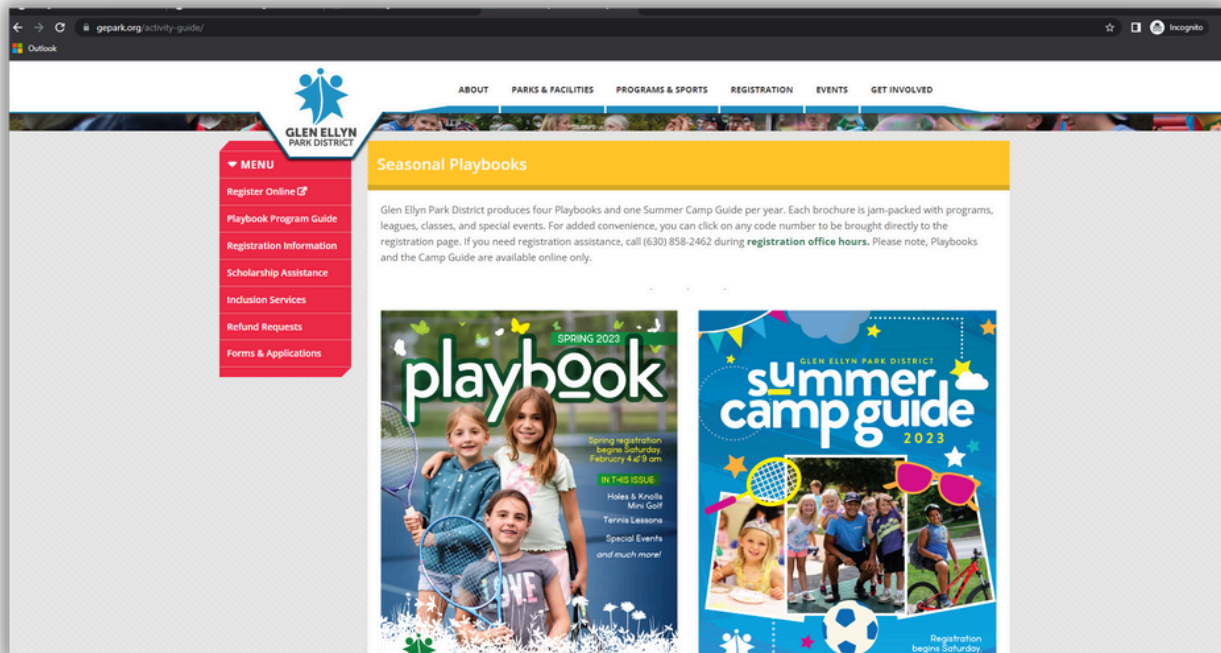 gepark.org/activity-guide/
Incognito
Outlook
GLEN ELLYN
PARK DISTRICT
ABOUT PARKS & FACILITIES PROGRAMS & SPORTS REGISTRATION EVENTS GET INVOLVED
MENU
Register Online
Playbook Program Guide
Registration Information
Scholarship Assistance
Inclusion Services
Refund Requests
Forms & Applications
Seasonal Playbooks
Glen Ellyn Park District produces four Playbooks and one Summer Camp Guide per year. Each brochure is jam-packed with programs,
leagues, classes, and special events. For added convenience, you can click on any code number to be brought directly to the
registration page. If you need registration assistance, call (630) 858-2462 during registration office hours. Please note, Playbooks
and the Camp Guide are available online only.
SPRING 2023
playbook
Spring registration
begins Saturday,
February 4 at 9 am
IN THIS ISSUE:
Holes & Knolls
Mini Golf
Tennis Lessons
Special Events
and much more!
LOVE
GLEN ELLYN PARK DISTRICT
summer
camp guide
2023
Registration
begins Saturday,